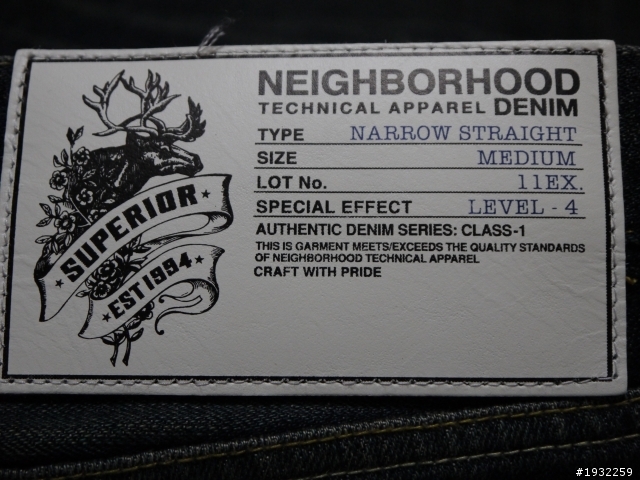 NEIGHBORHOOD
TECHNICAL APPAREL DENIM
TYPE NARROW STRAIGHT
SIZE MEDIUM
LOT No. 11EX.
SPECIAL EFFECT LEVEL - 4
AUTHENTIC DENIM SERIES: CLASS-1
THIS IS GARMENT MEETS/EXCEEDS THE QUALITY STANDARDS
OF NEIGHBORHOOD TECHNICAL APPAREL
CRAFT WITH PRIDE
★SUPERIOR★
★EST 1994★
#1932259